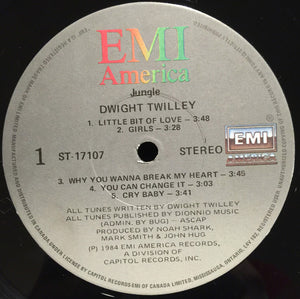 EMI
America
Jungle
DWIGHT TWILLEY
1. LITTLE BIT OF LOVE – 3:48
2. GIRLS – 3:28
1 ST-17107 STEREO
EMI
AMERICA
3. WHY YOU WANNA BREAK MY HEART – 3:45
4. YOU CAN CHANGE IT – 3:03
5. CRY BABY – 3:41
ALL TUNES WRITTEN BY DWIGHT TWILLEY
ALL TUNES PUBLISHED BY DIONNIO MUSIC
(ADMIN. BY BUG) – ASCAP
PRODUCED BY NOAH SHARK,
MARK SMITH & JOHN HUG
(P) 1984 EMI AMERICA RECORDS,
A DIVISION OF
CAPITOL RECORDS, INC.